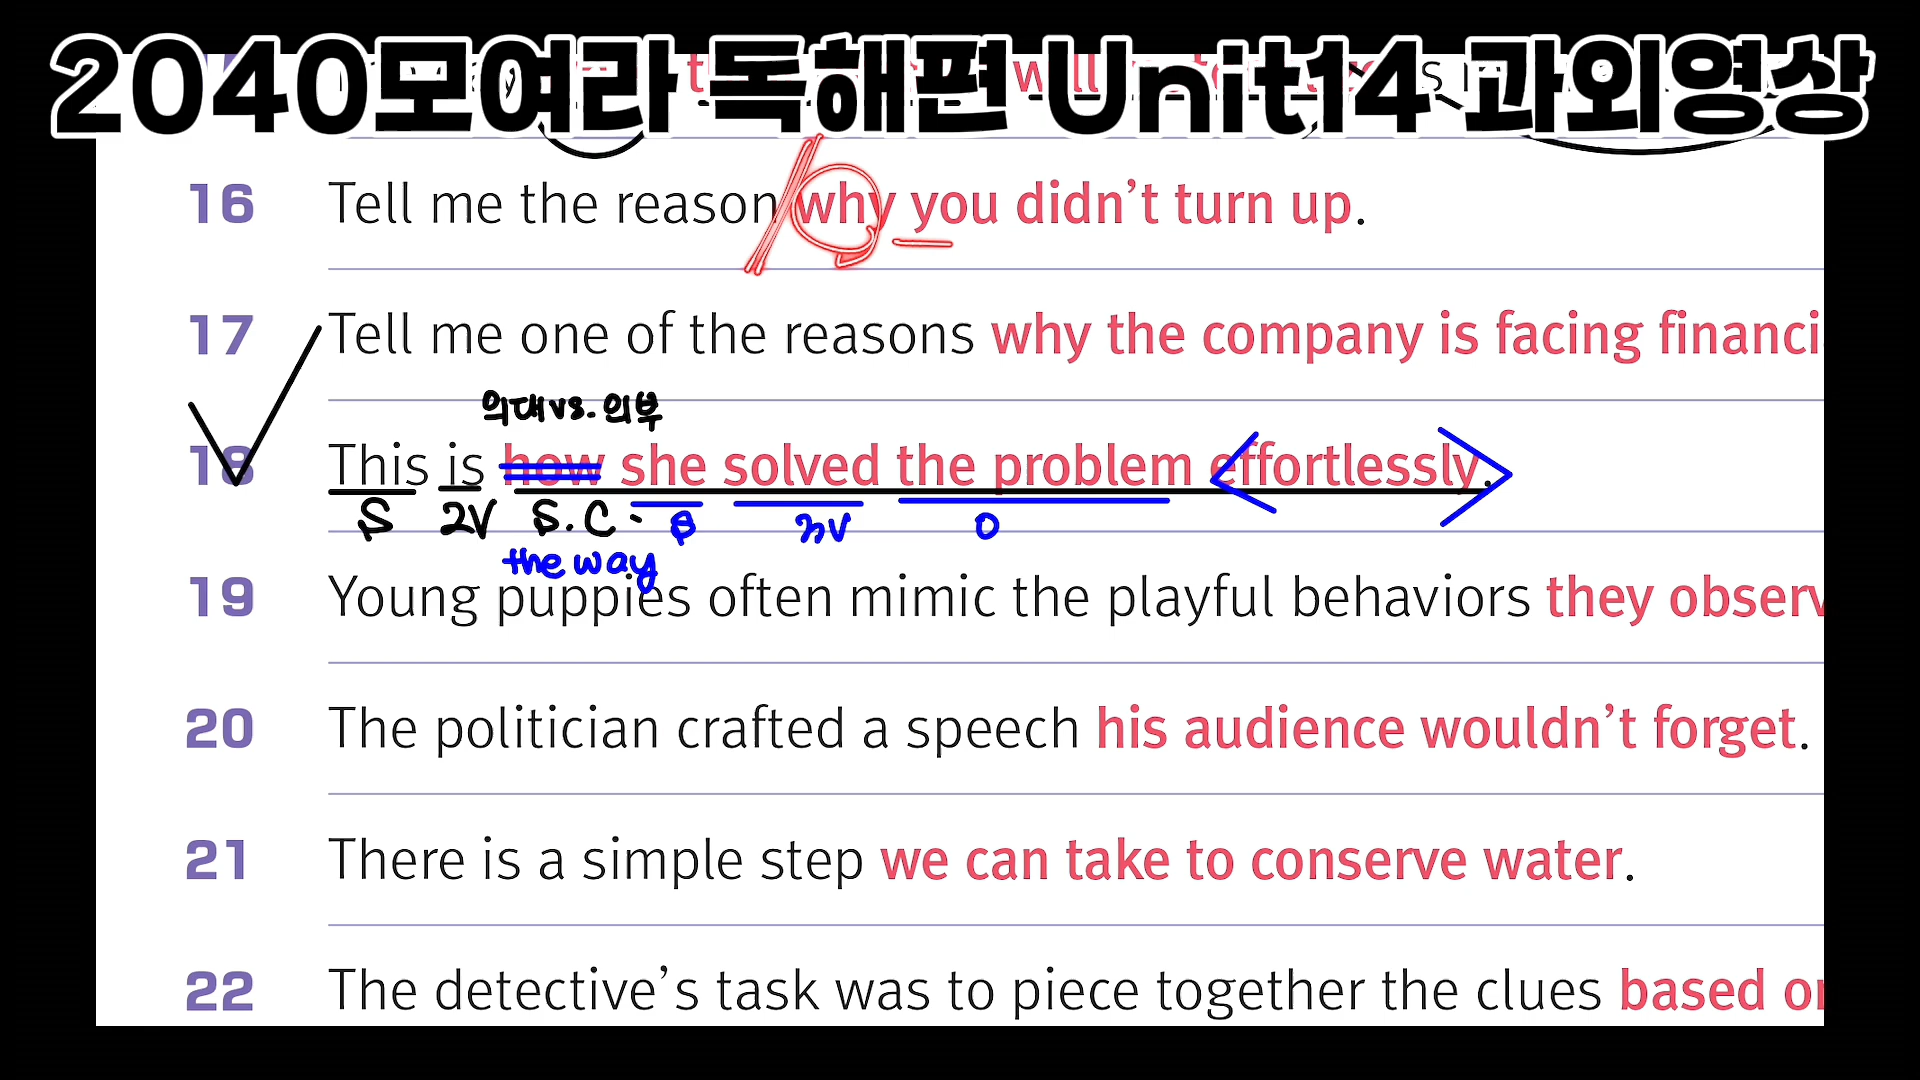 2040모여라 독해편 Unit14 과외영상
16 Tell me the reason why you didn't turn up.
17 Tell me one of the reasons why the company is facing financi
의대 vs. 의부
18 This is how she solved the problem effortlessly.
S 2V S.C. S 3V O
the way
19 Young puppies often mimic the playful behaviors they observ
20 The politician crafted a speech his audience wouldn't forget.
21 There is a simple step we can take to conserve water.
22 The detective's task was to piece together the clues based on